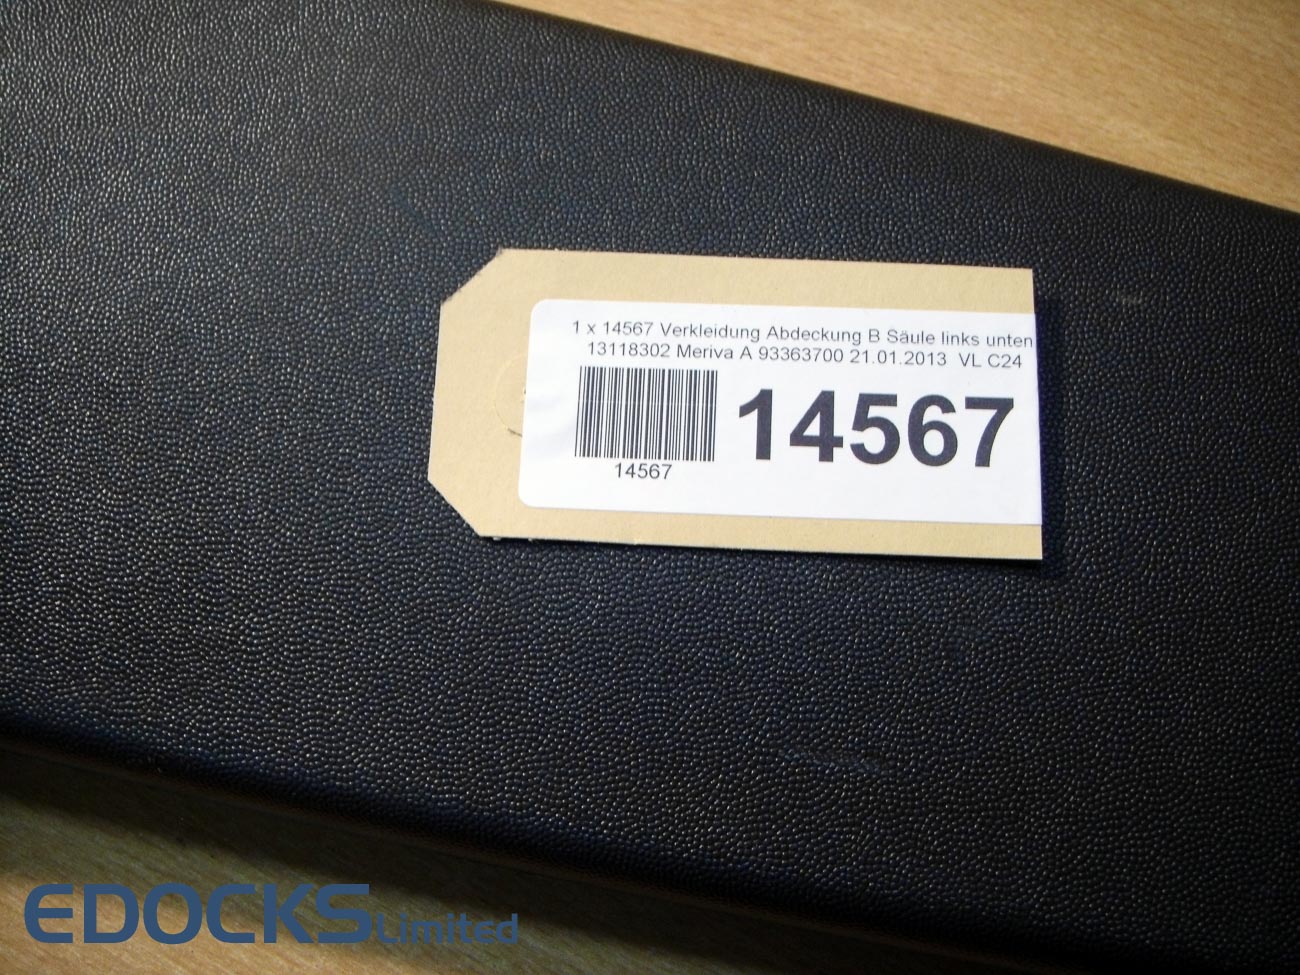 1 x 14567 Verkleidung Abdeckung B Säule links unten
13118302 Meriva A 93363700 21.01.2013 VL C24
14567
14567
EDOCKS Limited